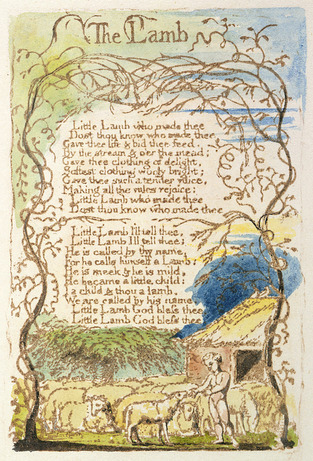 The Lamb
Little Lamb who made thee
Dost thou know who made thee
Gave thee life & bid thee feed,
By the stream & o'er the mead;
Gave thee clothing of delight,
Softest clothing wooly bright;
Gave thee such a tender voice,
Making all the vales rejoice:
Little Lamb who made thee
Dost thou know who made thee
Little Lamb I'll tell thee,
Little Lamb I'll tell thee;
He is called by thy name,
For he calls himself a Lamb:
He is meek & he is mild,
He became a little child:
I a child & thou a lamb,
We are called by his name.
Little Lamb God bless thee,
Little Lamb God bless thee